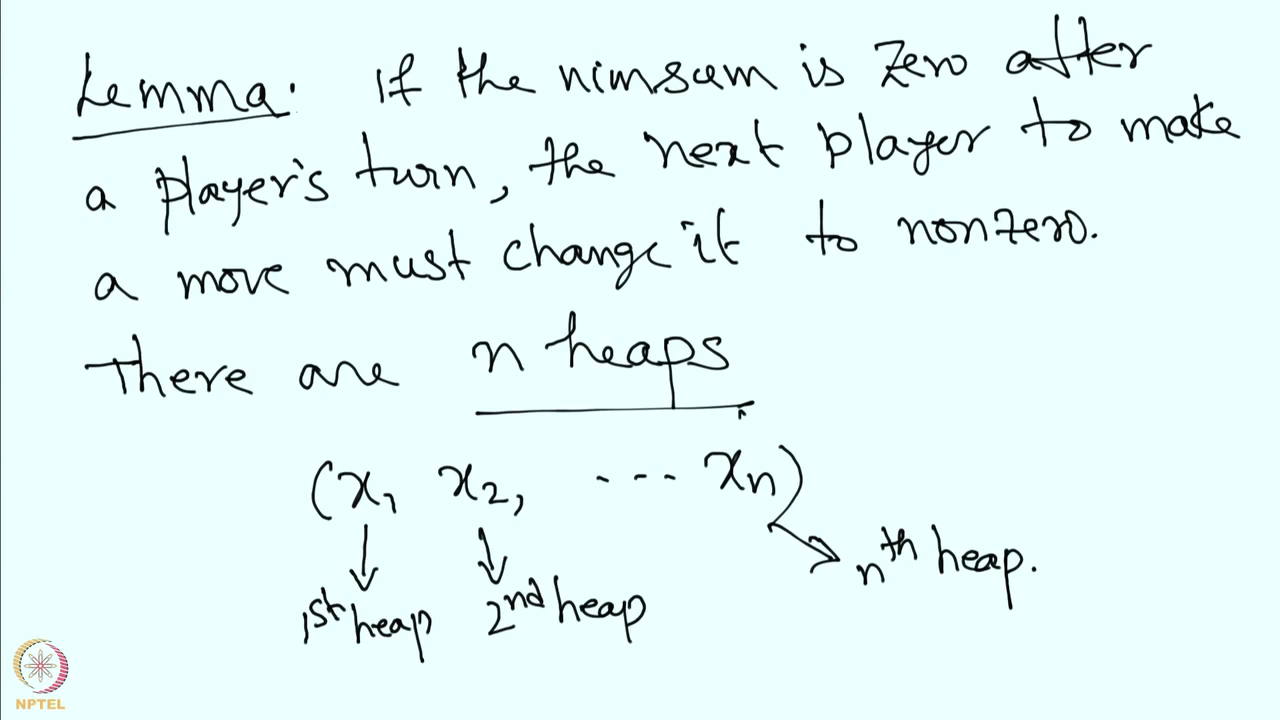 Lemma. If the nimsum is zero after
a player's turn, the next player to make
a move must change it to nonzero.
There are n heaps
(x1 x2, ---- xn)
1st heap 2nd heap nth heap.
NPTEL